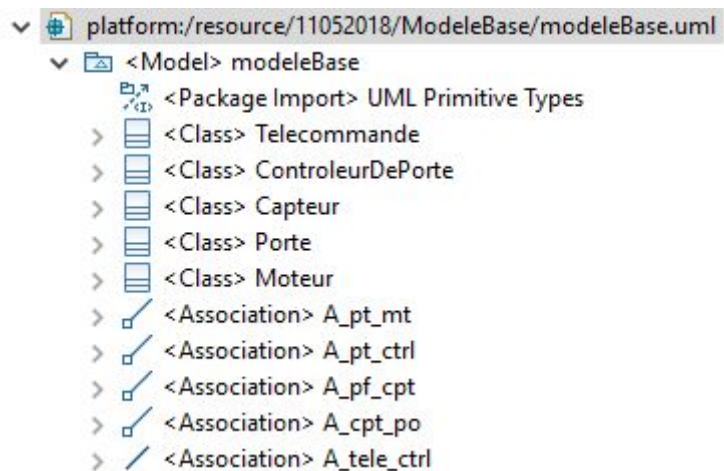 platform:/resource/11052018/ModeleBase/modeleBase.uml
<Model> modeleBase
<Package Import> UML Primitive Types
<Class> Telecommande
<Class> ControleurDePorte
<Class> Capteur
<Class> Porte
<Class> Moteur
<Association> A_pt_mt
<Association> A_pt_ctrl
<Association> A_pf_cpt
<Association> A_cpt_po
<Association> A_tele_ctrl